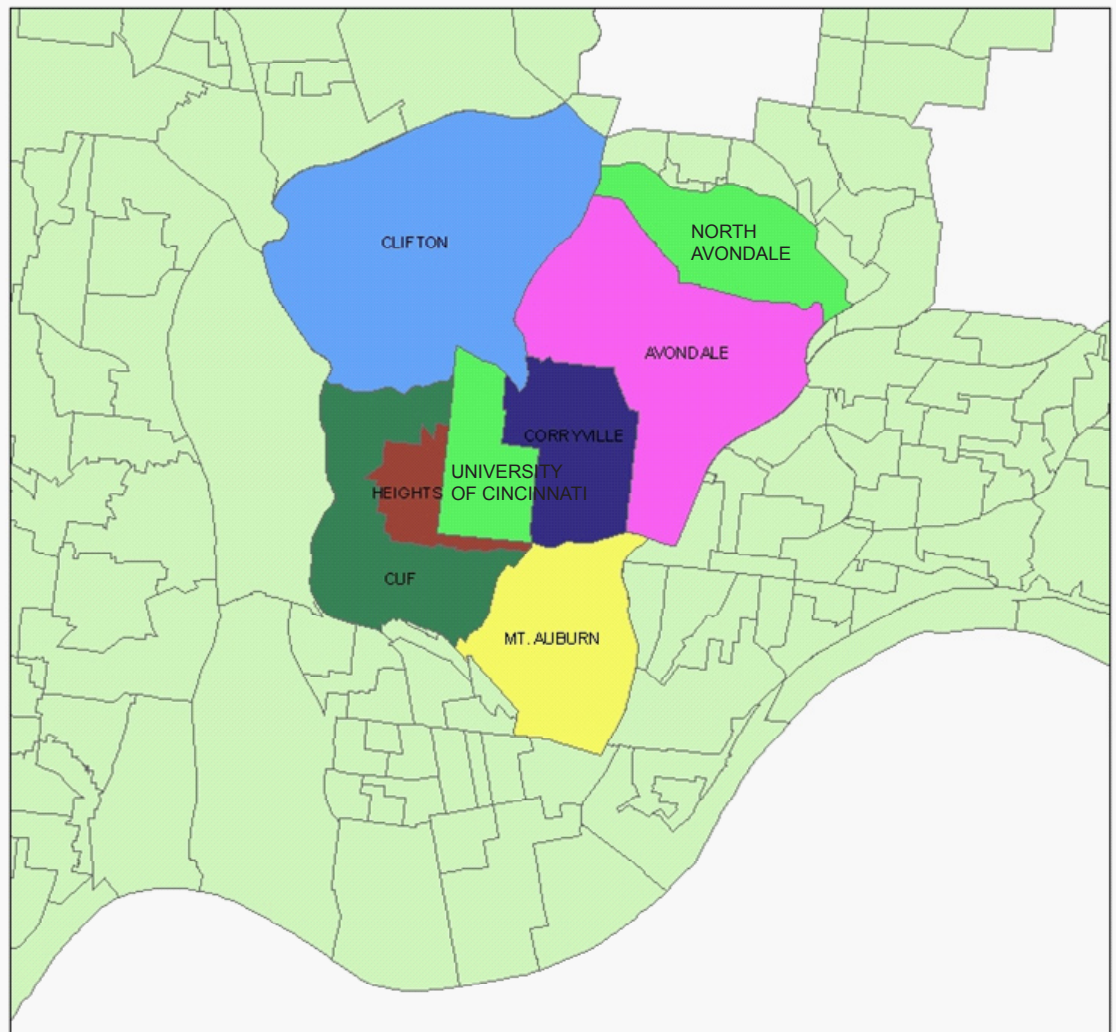 CLIFTON
NORTH
AVONDALE
AVONDALE
CORRYVILLE
UNIVERSITY
OF CINCINNATI
HEIGHTS
CUF
MT. AUBURN